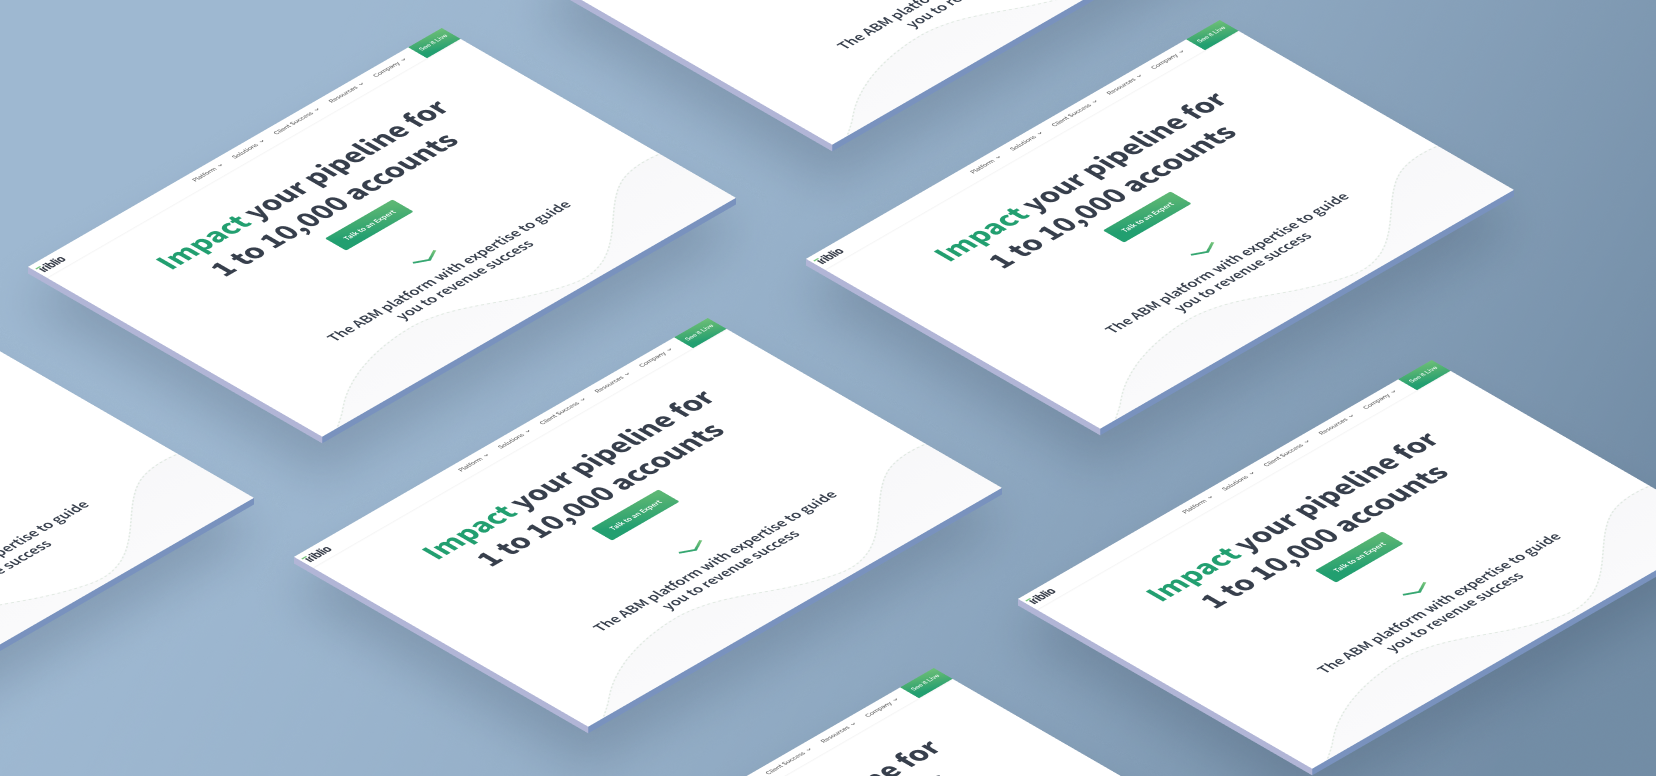 The ABM platfo
you to re
See it Live
Platform Solutions Client Success Resources Company
triblio
Impact your pipeline for
1 to 10,000 accounts
Talk to an Expert
The ABM platform with expertise to guide
you to revenue success
See it Live
Platform Solutions Client Success Resources Company
triblio
Impact your pipeline for
1 to 10,000 accounts
Talk to an Expert
The ABM platform with expertise to guide
you to revenue success
pertise to guide
e success
See it Live
Platform Solutions Client Success Resources Company
triblio
Impact your pipeline for
1 to 10,000 accounts
Talk to an Expert
The ABM platform with expertise to guide
you to revenue success
See it Live
Platform Solutions Client Success Resources Company
triblio
Impact your pipeline for
1 to 10,000 accounts
Talk to an Expert
The ABM platform with expertise to guide
you to revenue success
See it Live
Client Success Resources Company
ne for